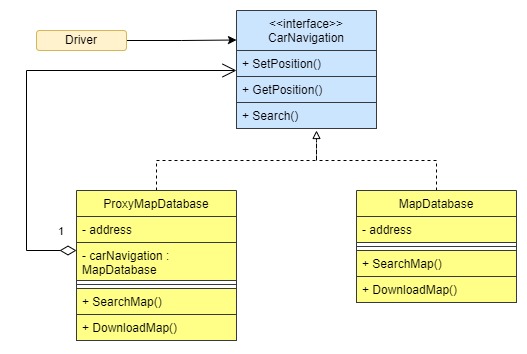 Driver
<<interface>>
CarNavigation
+ SetPosition()
+ GetPosition()
+ Search()
1
ProxyMapDatabase
- address
- carNavigation :
MapDatabase
+ SearchMap()
+ DownloadMap()
MapDatabase
- address
+ SearchMap()
+ DownloadMap()